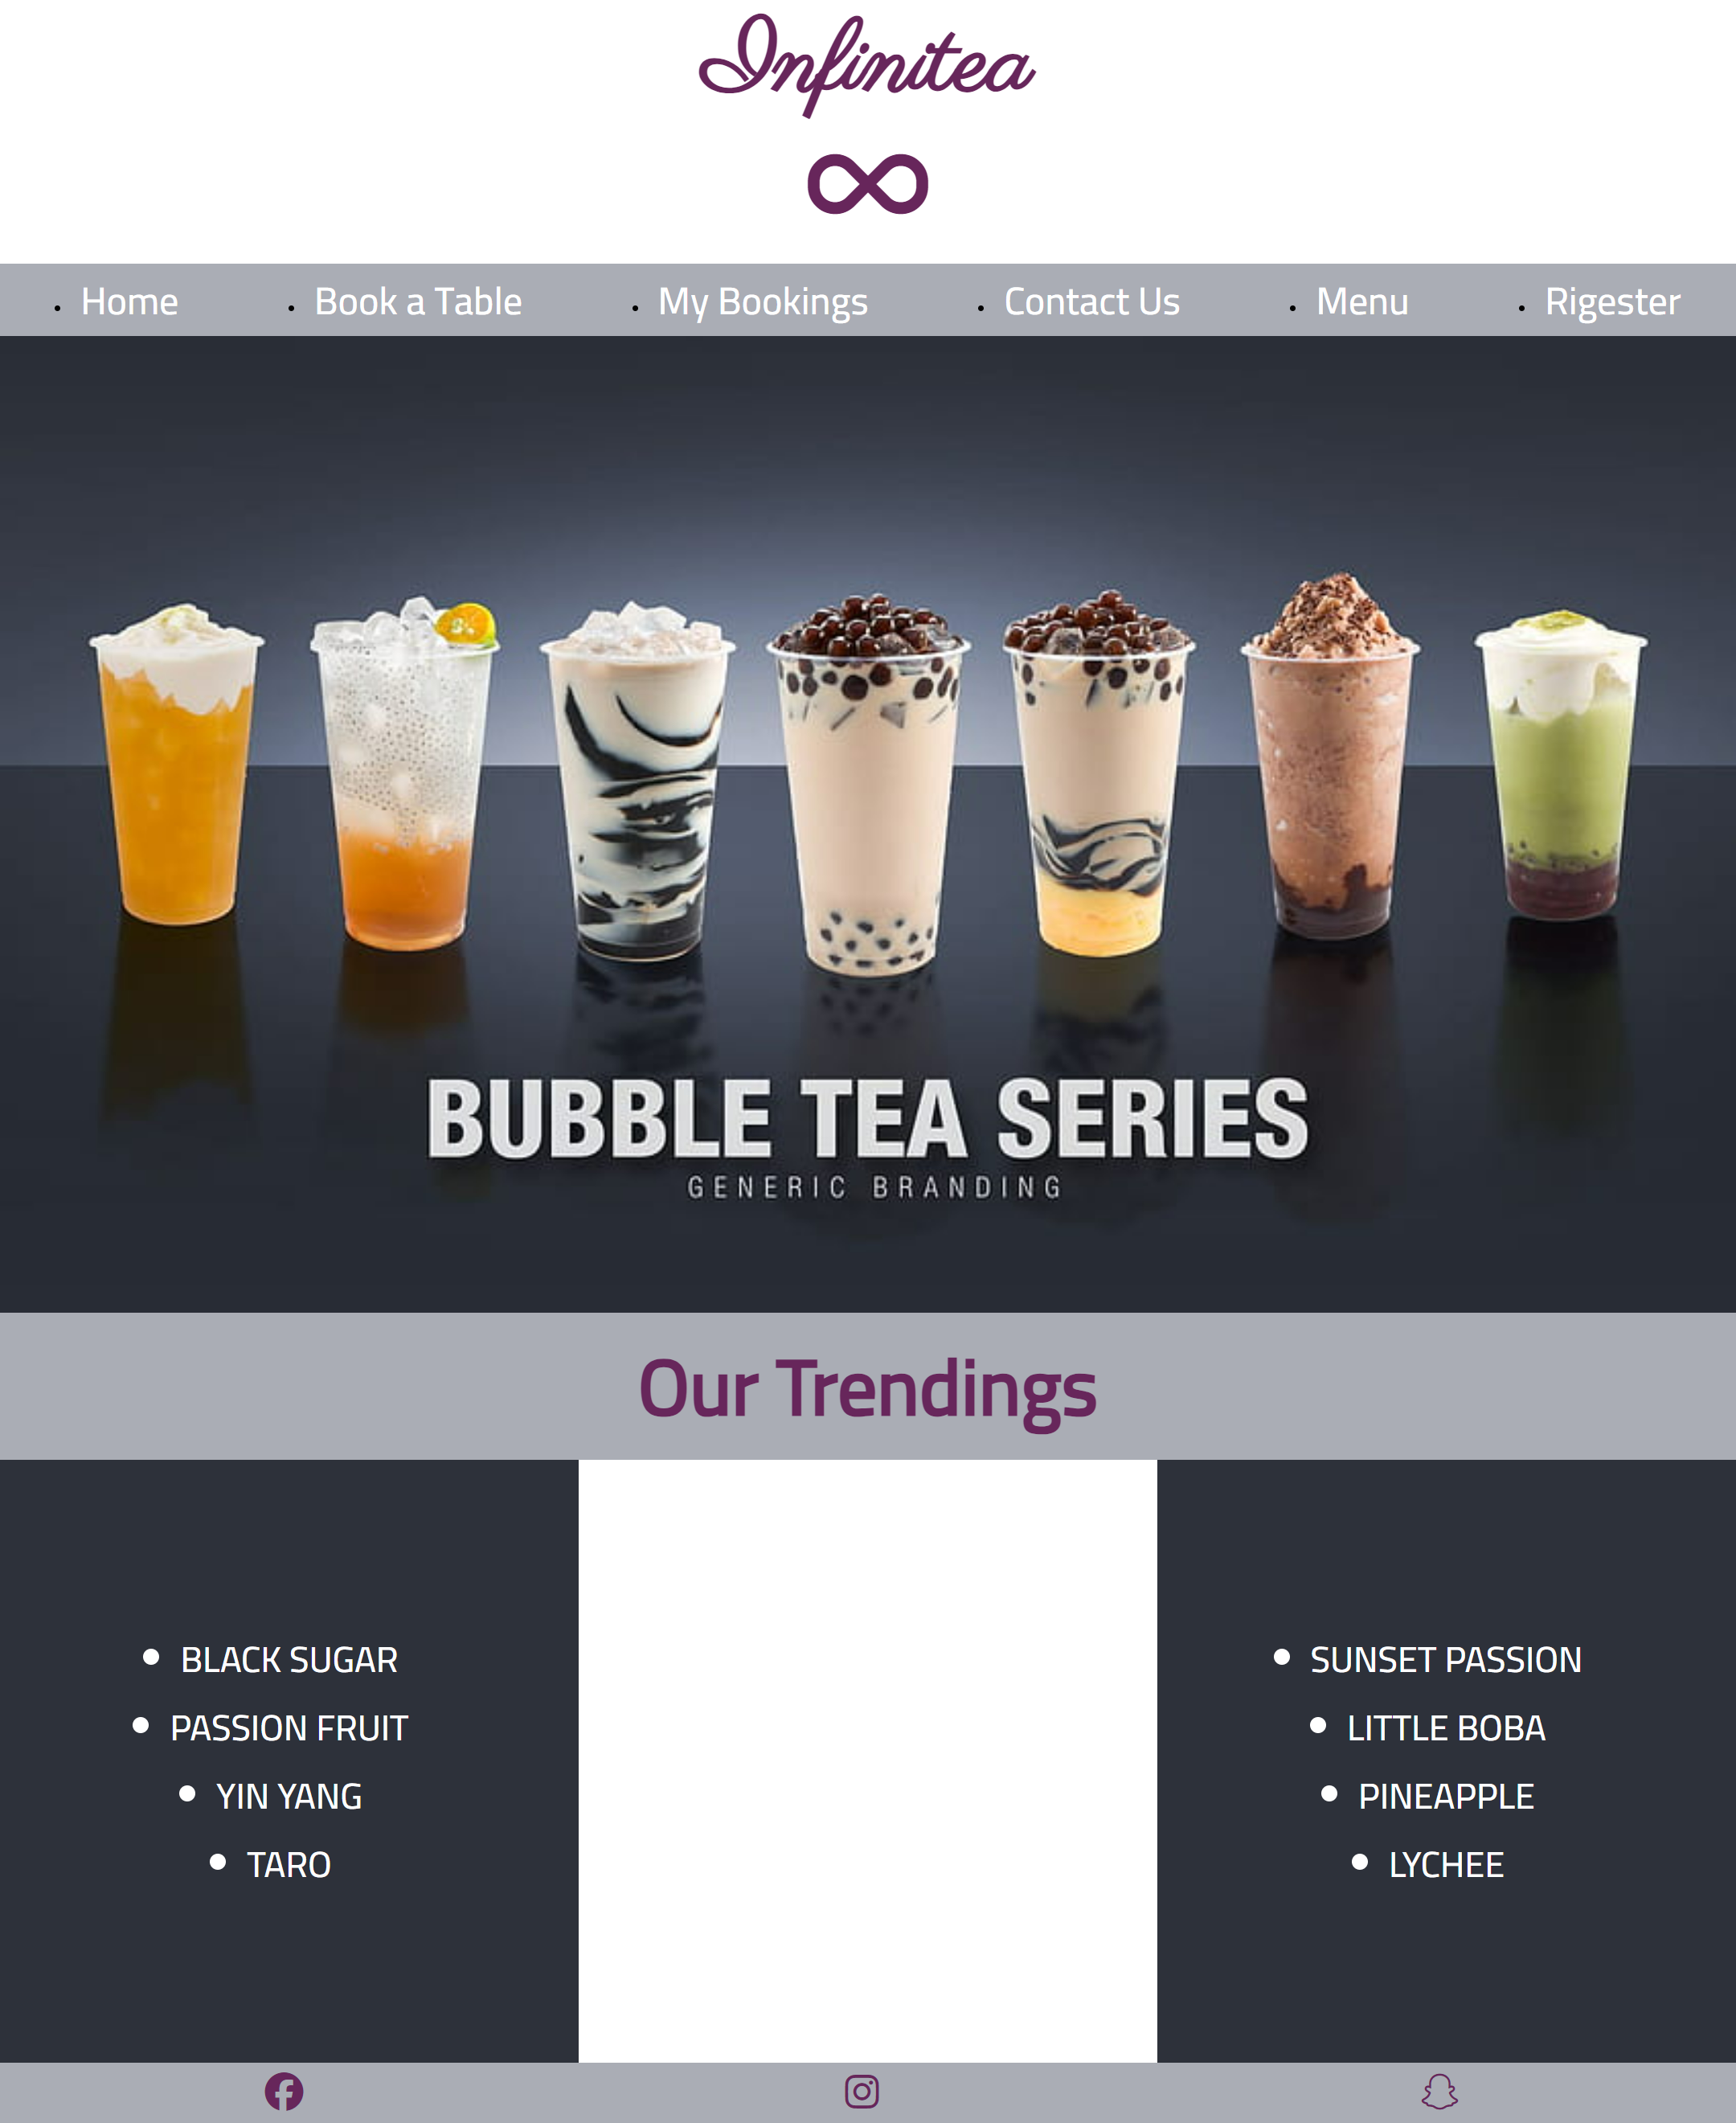 Infinitea
Home Book a Table My Bookings Contact Us Menu Rigester
BUBBLE TEA SERIES
GENERIC BRANDING
Our Trendings
BLACK SUGAR
PASSION FRUIT
YIN YANG
TARO
SUNSET PASSION
LITTLE BOBA
PINEAPPLE
LYCHEE